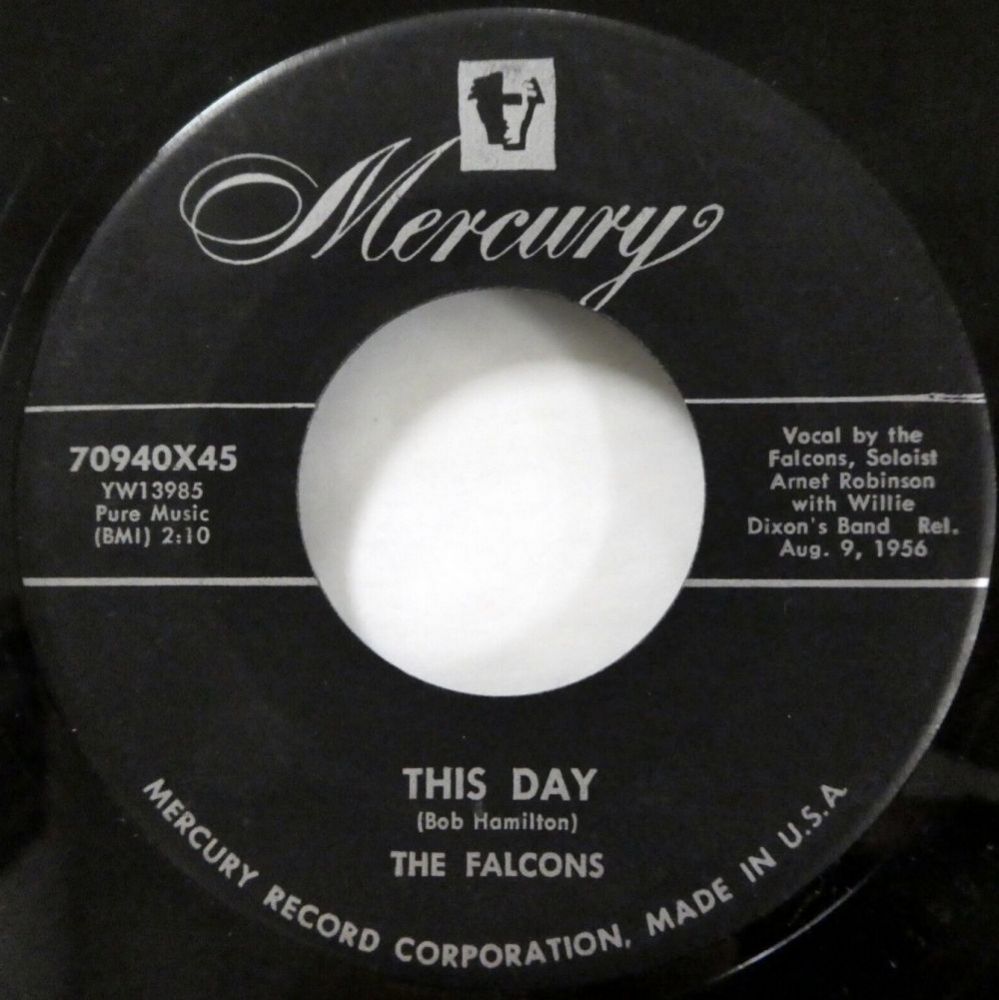 Mercury
70940X45
YW13985
Pure Music
(BMI) 2:10
Vocal by the
Falcons, Soloist
Arnet Robinson
with Willie
Dixon's Band Rel.
Aug. 9, 1956
THIS DAY
(Bob Hamilton)
THE FALCONS
MERCURY RECORD CORPORATION, MADE IN U.S.A.